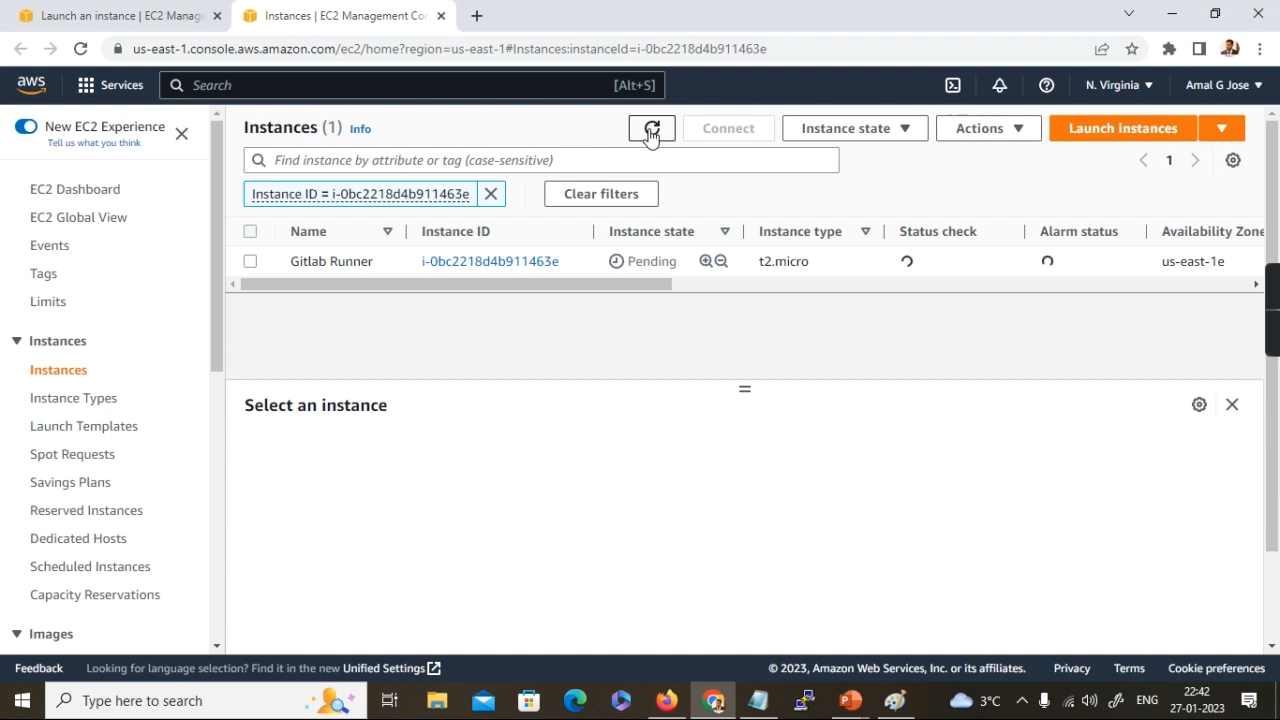 Launch an instance | EC2 Manag
Instances | EC2 Management Con
us-east-1.console.aws.amazon.com/ec2/home?region=us-east-1#Instances:instanceId=i-0bc2218d4b911463e
aws
Services
Search
[Alt+S]
N. Virginia
Amal G Jose
New EC2 Experience
Tell us what you think
EC2 Dashboard
EC2 Global View
Events
Tags
Limits
Instances
Instances
Instance Types
Launch Templates
Spot Requests
Savings Plans
Reserved Instances
Dedicated Hosts
Scheduled Instances
Capacity Reservations
Images
Instances (1) Info
Connect
Instance state
Actions
Launch instances
Find instance by attribute or tag (case-sensitive)
1
Instance ID = i-0bc2218d4b911463e
Clear filters
Name Instance ID Instance state Instance type Status check Alarm status Availability Zone
Gitlab Runner i-0bc2218d4b911463e Pending t2.micro us-east-1e
Select an instance
Feedback Looking for language selection? Find it in the new Unified Settings © 2023, Amazon Web Services, Inc. or its affiliates. Privacy Terms Cookie preferences
Type here to search
3°C
ENG
22:42
27-01-2023